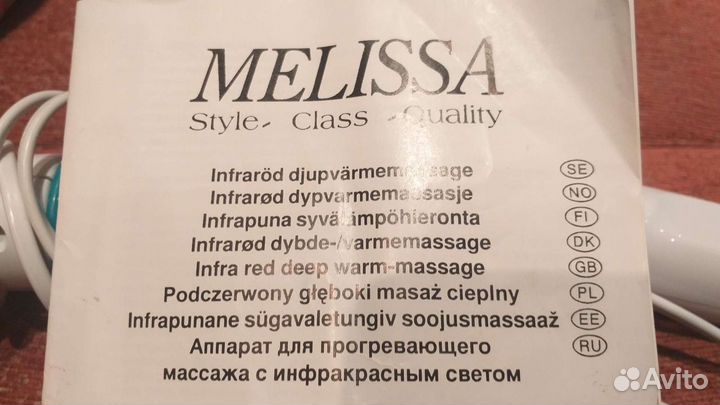 MELISSA
Style - Class - Quality
Infraröd djupvärmemassage SE
Infrarød dypvarmemassasje NO
Infrapuna syvälämpöhieronta FI
Infrarød dybde-/varmemassage DK
Infra red deep warm-massage GB
Podczerwony głęboki masaż cieplny PL
Infrapunane sügavaletungiv soojusmassaaž EE
Аппарат для прогревающего RU
массажа с инфракрасным светом
Avito